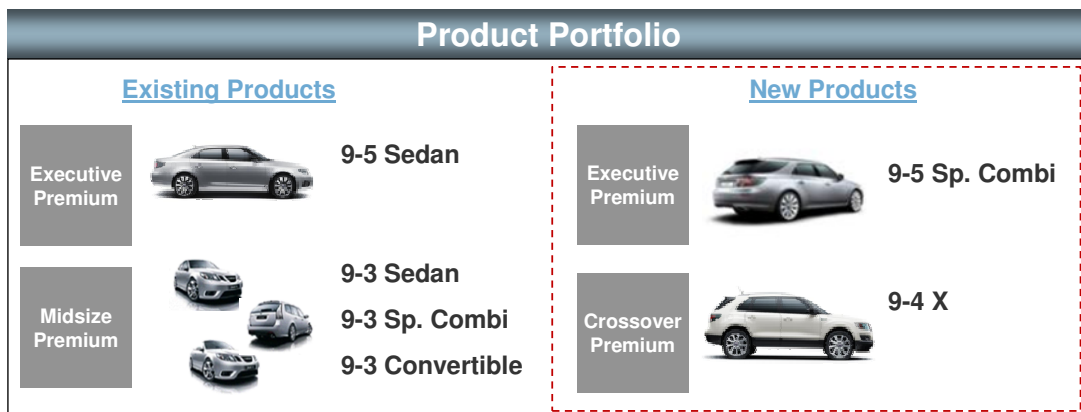 Product Portfolio
Existing Products
Executive
Premium
9-5 Sedan
Midsize
Premium
9-3 Sedan
9-3 Sp. Combi
9-3 Convertible
New Products
Executive
Premium
9-5 Sp. Combi
Crossover
Premium
9-4 X